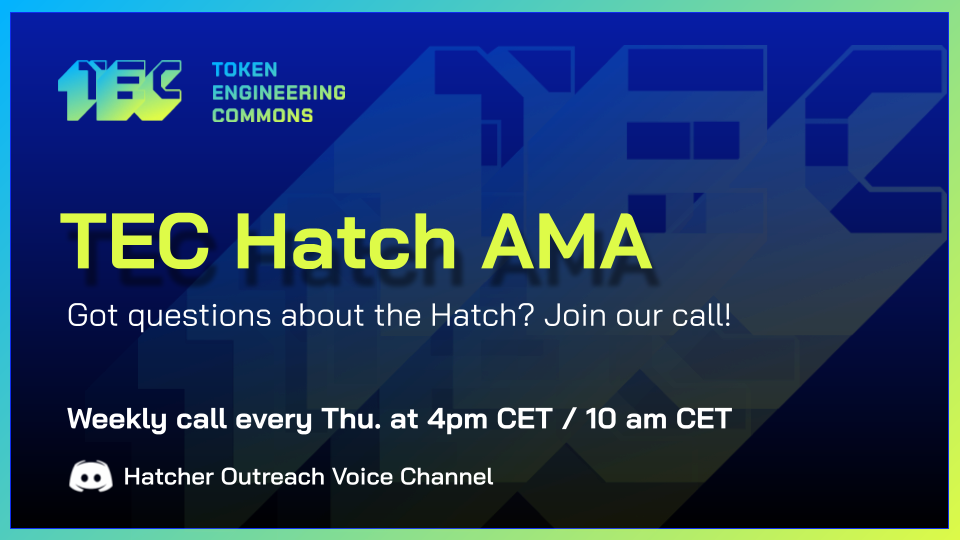 TEC
TOKEN
ENGINEERING
COMMONS
TEC Hatch AMA
Got questions about the Hatch? Join our call!
Weekly call every Thu. at 4pm CET / 10 am CET
Hatcher Outreach Voice Channel